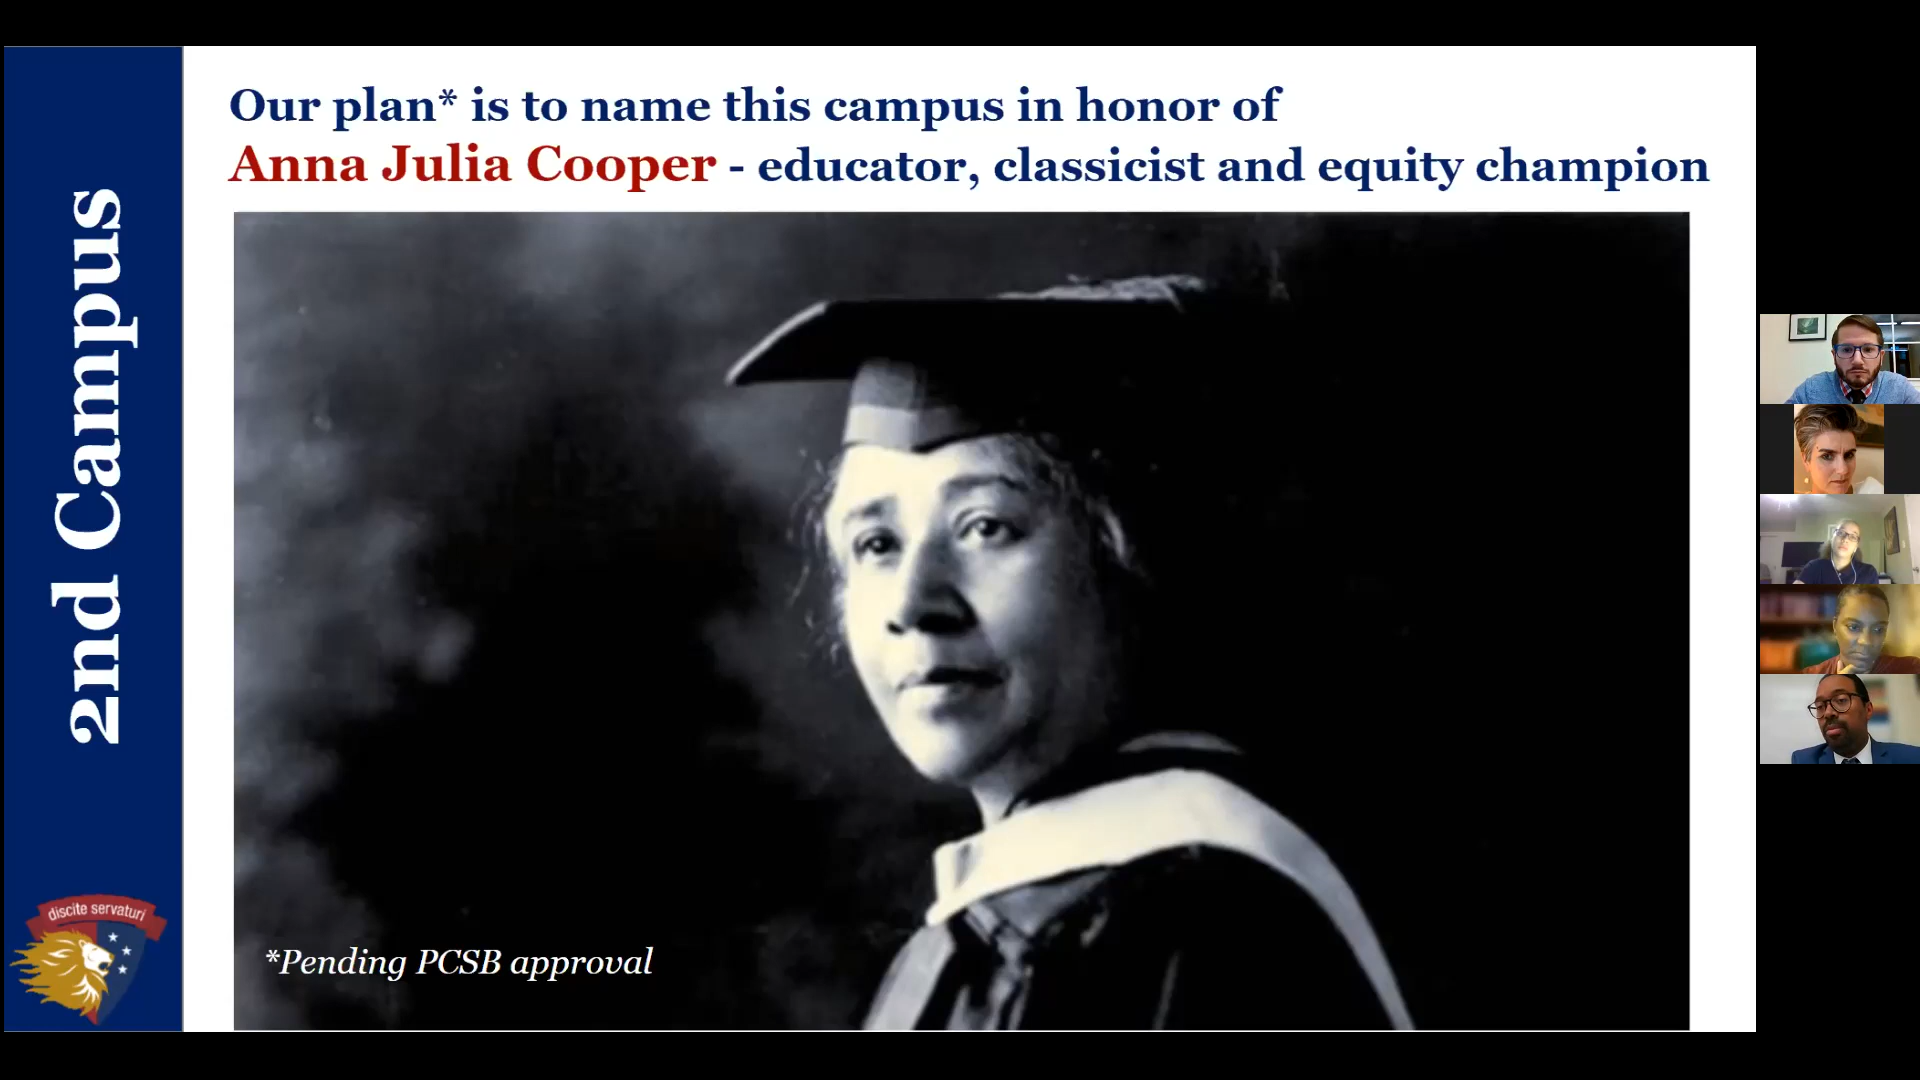 Our plan* is to name this campus in honor of
Anna Julia Cooper - educator, classicist and equity champion
2nd Campus
discite servaturi
*Pending PCSB approval